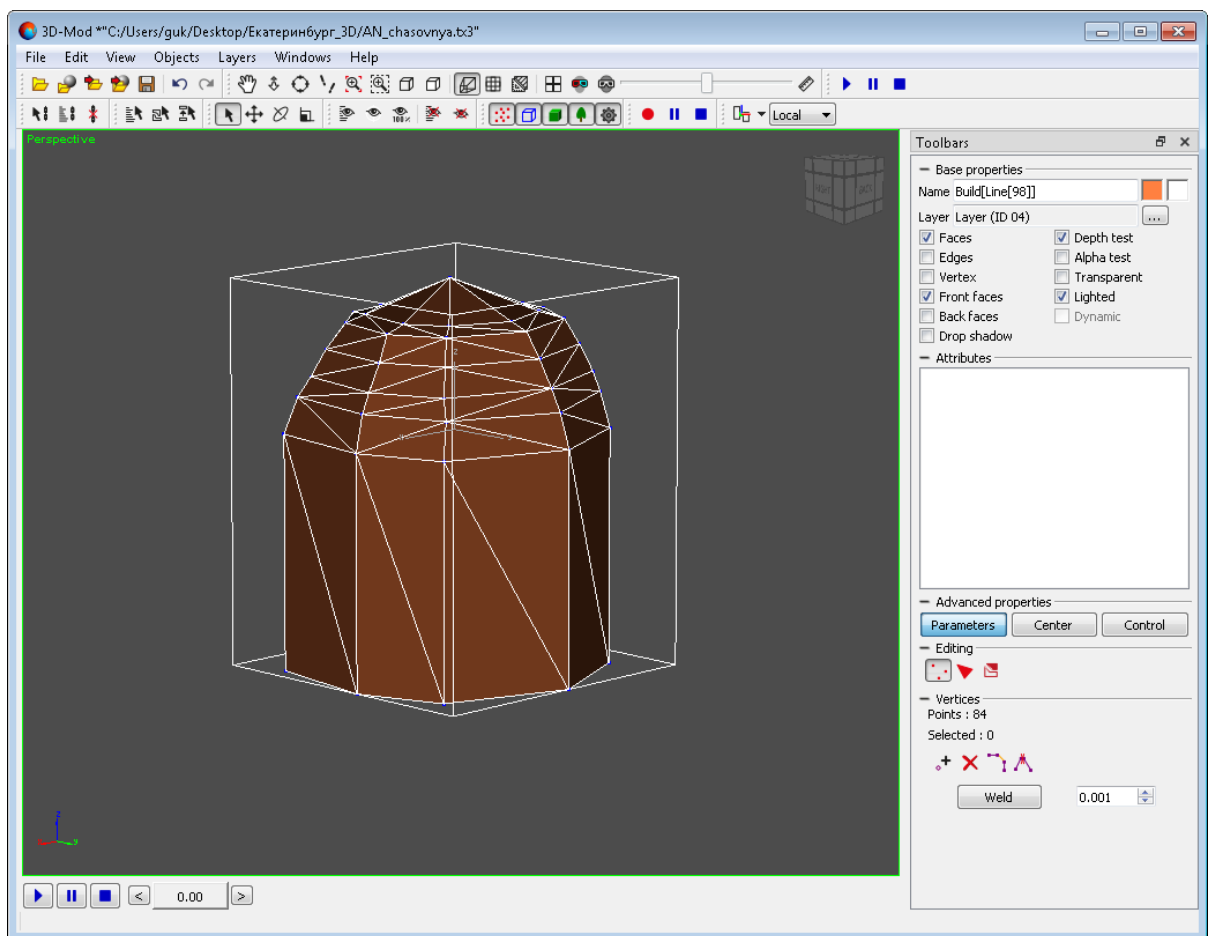 3D-Mod *"C:/Users/guk/Desktop/Екатеринбург_3D/AN_chasovnya.tx3"
File Edit View Objects Layers Windows Help
100%
Local
Perspective
Toolbars
Base properties
Name Build[Line[98]]
Layer Layer (ID 04) ...
Faces Depth test
Edges Alpha test
Vertex Transparent
Front faces Lighted
Back faces Dynamic
Drop shadow
Attributes
z
Advanced properties
Parameters Center Control
Editing
Vertices
Points : 84
Selected : 0
Weld 0.001
z
x y
< 0.00 >